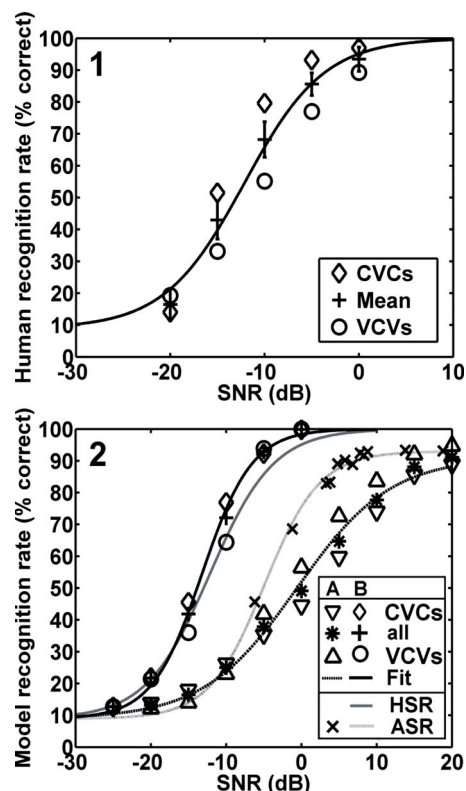 Human recognition rate (% correct)
100
90
80
70
60
50
40
30
20
10
0
1
CVCs
Mean
VCVs
-30 -20 -10 0 10 20
SNR (dB)
Model recognition rate (% correct)
100
90
80
70
60
50
40
30
20
10
0
2
A B
CVCs
all
VCVs
Fit
HSR
ASR
-30 -20 -10 0 10 20
SNR (dB)